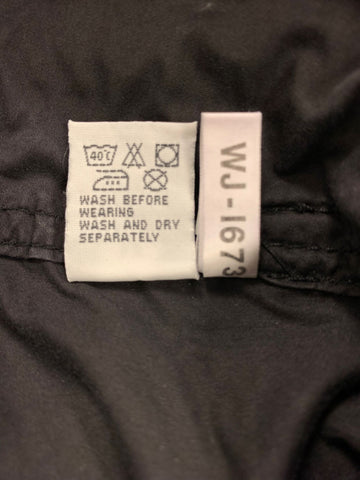 40℃
WASH BEFORE
WEARING
WASH AND DRY
SEPARATELY
WJ-1673